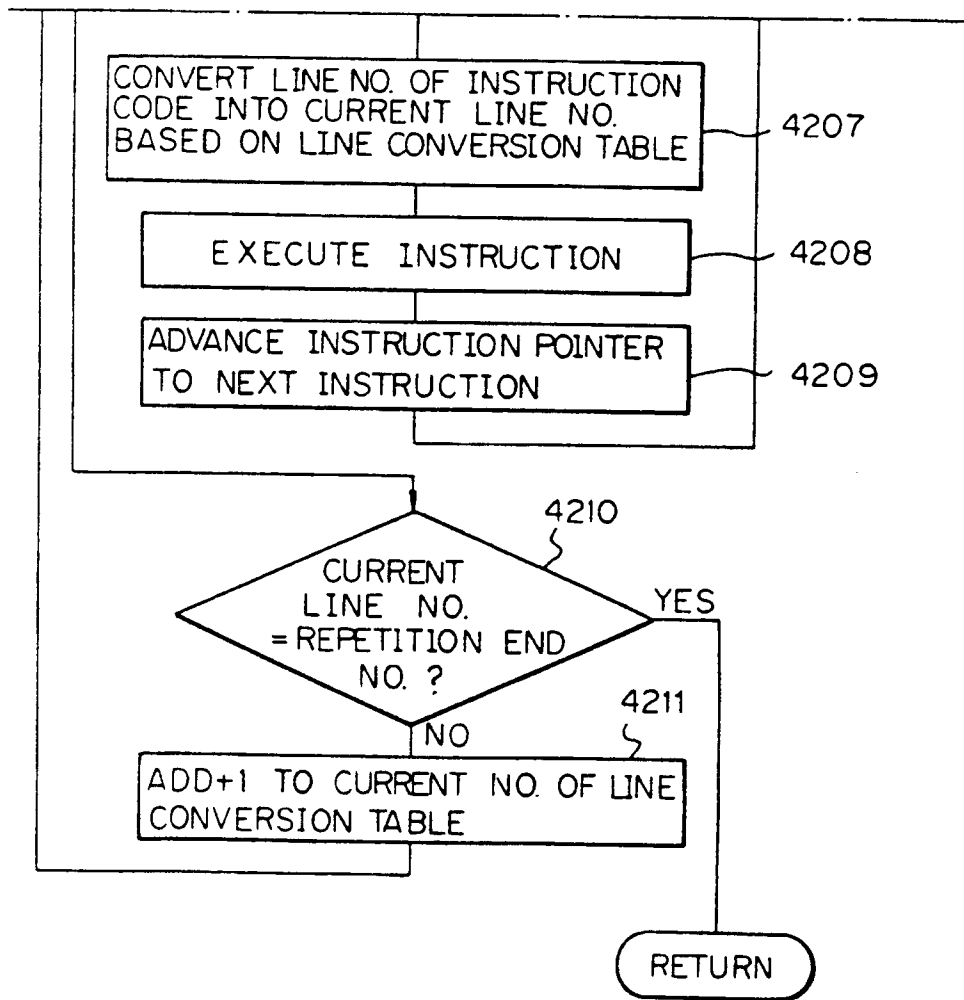 CONVERT LINE NO. OF INSTRUCTION
CODE INTO CURRENT LINE NO.
BASED ON LINE CONVERSION TABLE
4207
EXECUTE INSTRUCTION
4208
ADVANCE INSTRUCTION POINTER
TO NEXT INSTRUCTION
4209
4210
CURRENT
LINE NO.
=REPETITION END
NO. ?
YES
NO
4211
ADD+1 TO CURRENT NO. OF LINE
CONVERSION TABLE
RETURN